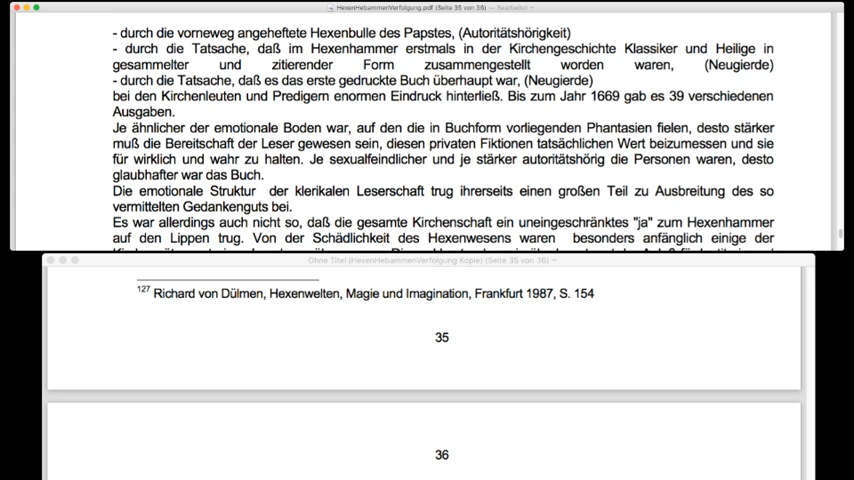 HexenHebammenVerfolgung.pdf (Seite 35 von 36) — Bearbeitet
- durch die vorneweg angeheftete Hexenbulle des Papstes, (Autoritätshörigkeit)
- durch die Tatsache, daß im Hexenhammer erstmals in der Kirchengeschichte Klassiker und Heilige in
gesammelter und zitierender Form zusammengestellt worden waren, (Neugierde)
- durch die Tatsache, daß es das erste gedruckte Buch überhaupt war, (Neugierde)
bei den Kirchenleuten und Predigern enormen Eindruck hinterließ. Bis zum Jahr 1669 gab es 39 verschiedenen
Ausgaben.
Je ähnlicher der emotionale Boden war, auf den die in Buchform vorliegenden Phantasien fielen, desto stärker
muß die Bereitschaft der Leser gewesen sein, diesen privaten Fiktionen tatsächlichen Wert beizumessen und sie
für wirklich und wahr zu halten. Je sexualfeindlicher und je stärker autoritätshörig die Personen waren, desto
glaubhafter war das Buch.
Die emotionale Struktur der klerikalen Leserschaft trug ihrerseits einen großen Teil zu Ausbreitung des so
vermittelten Gedankenguts bei.
Es war allerdings auch nicht so, daß die gesamte Kirchenschaft ein uneingeschränktes "ja" zum Hexenhammer
auf den Lippen trug. Von der Schädlichkeit des Hexenwesens waren besonders anfänglich einige der
Ohne Titel (HexenHebammenVerfolgung Kopie) (Seite 35 von 36)
127 Richard von Dülmen, Hexenwelten, Magie und Imagination, Frankfurt 1987, S. 154
35
36